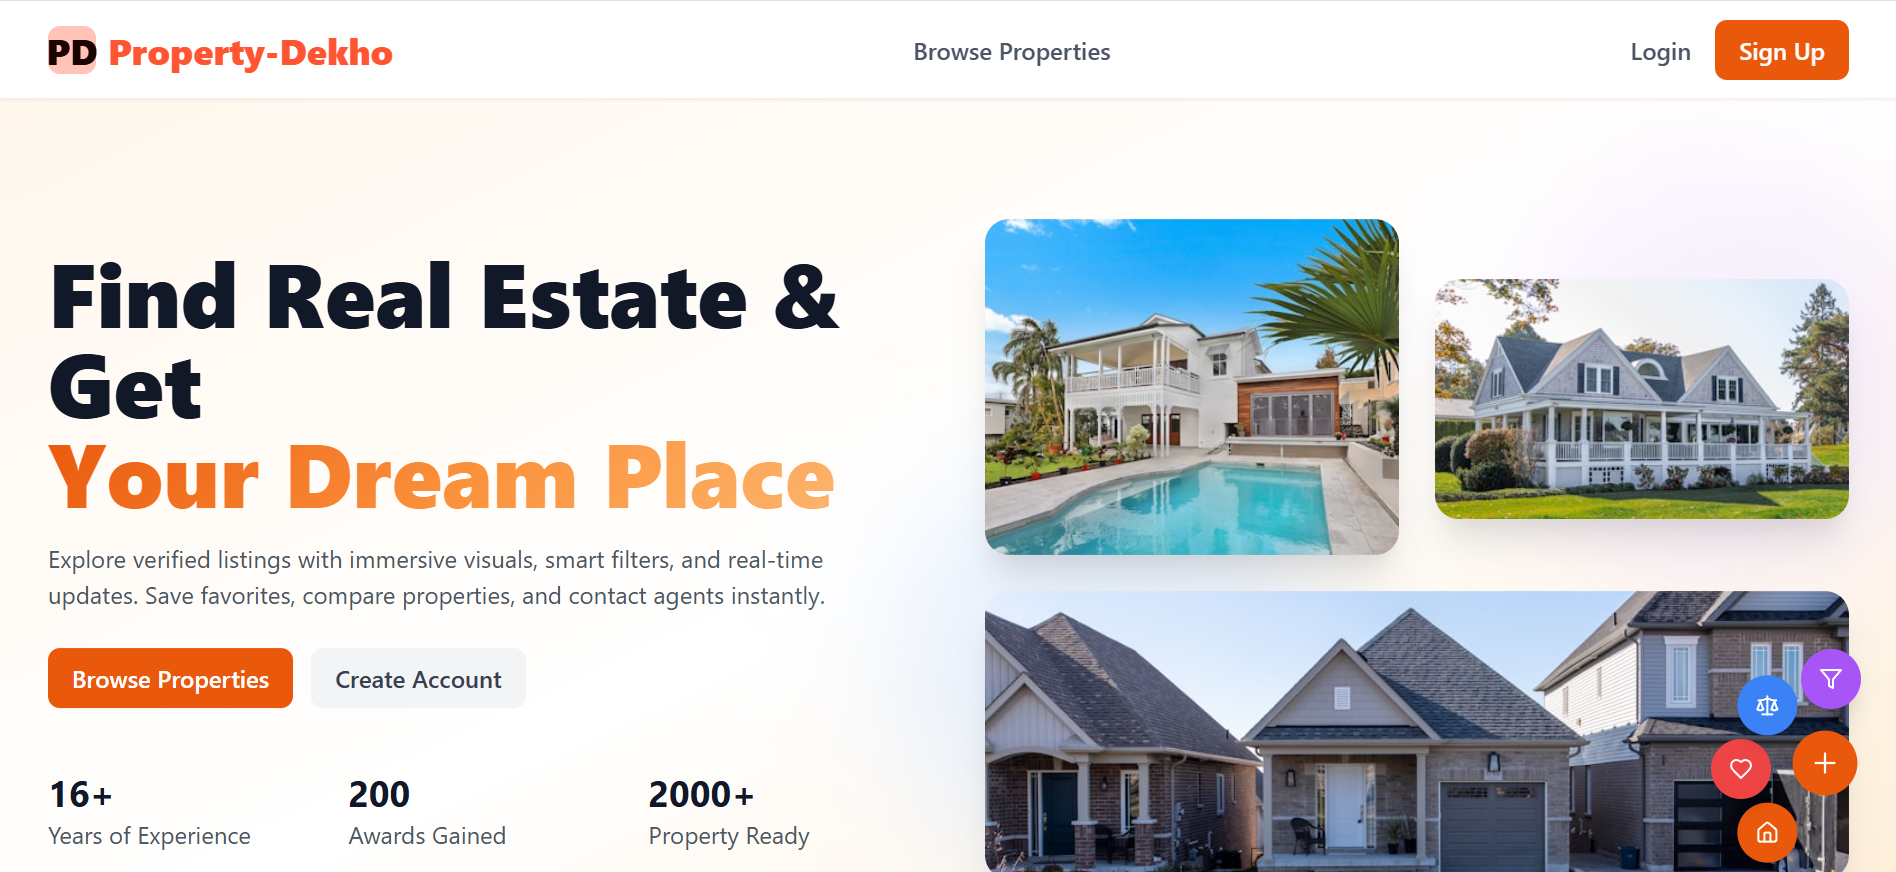 PD Property-Dekho
Browse Properties
Login
Sign Up
Find Real Estate &
Get
Your Dream Place
Explore verified listings with immersive visuals, smart filters, and real-time
updates. Save favorites, compare properties, and contact agents instantly.
Browse Properties
Create Account
16+
Years of Experience
200
Awards Gained
2000+
Property Ready